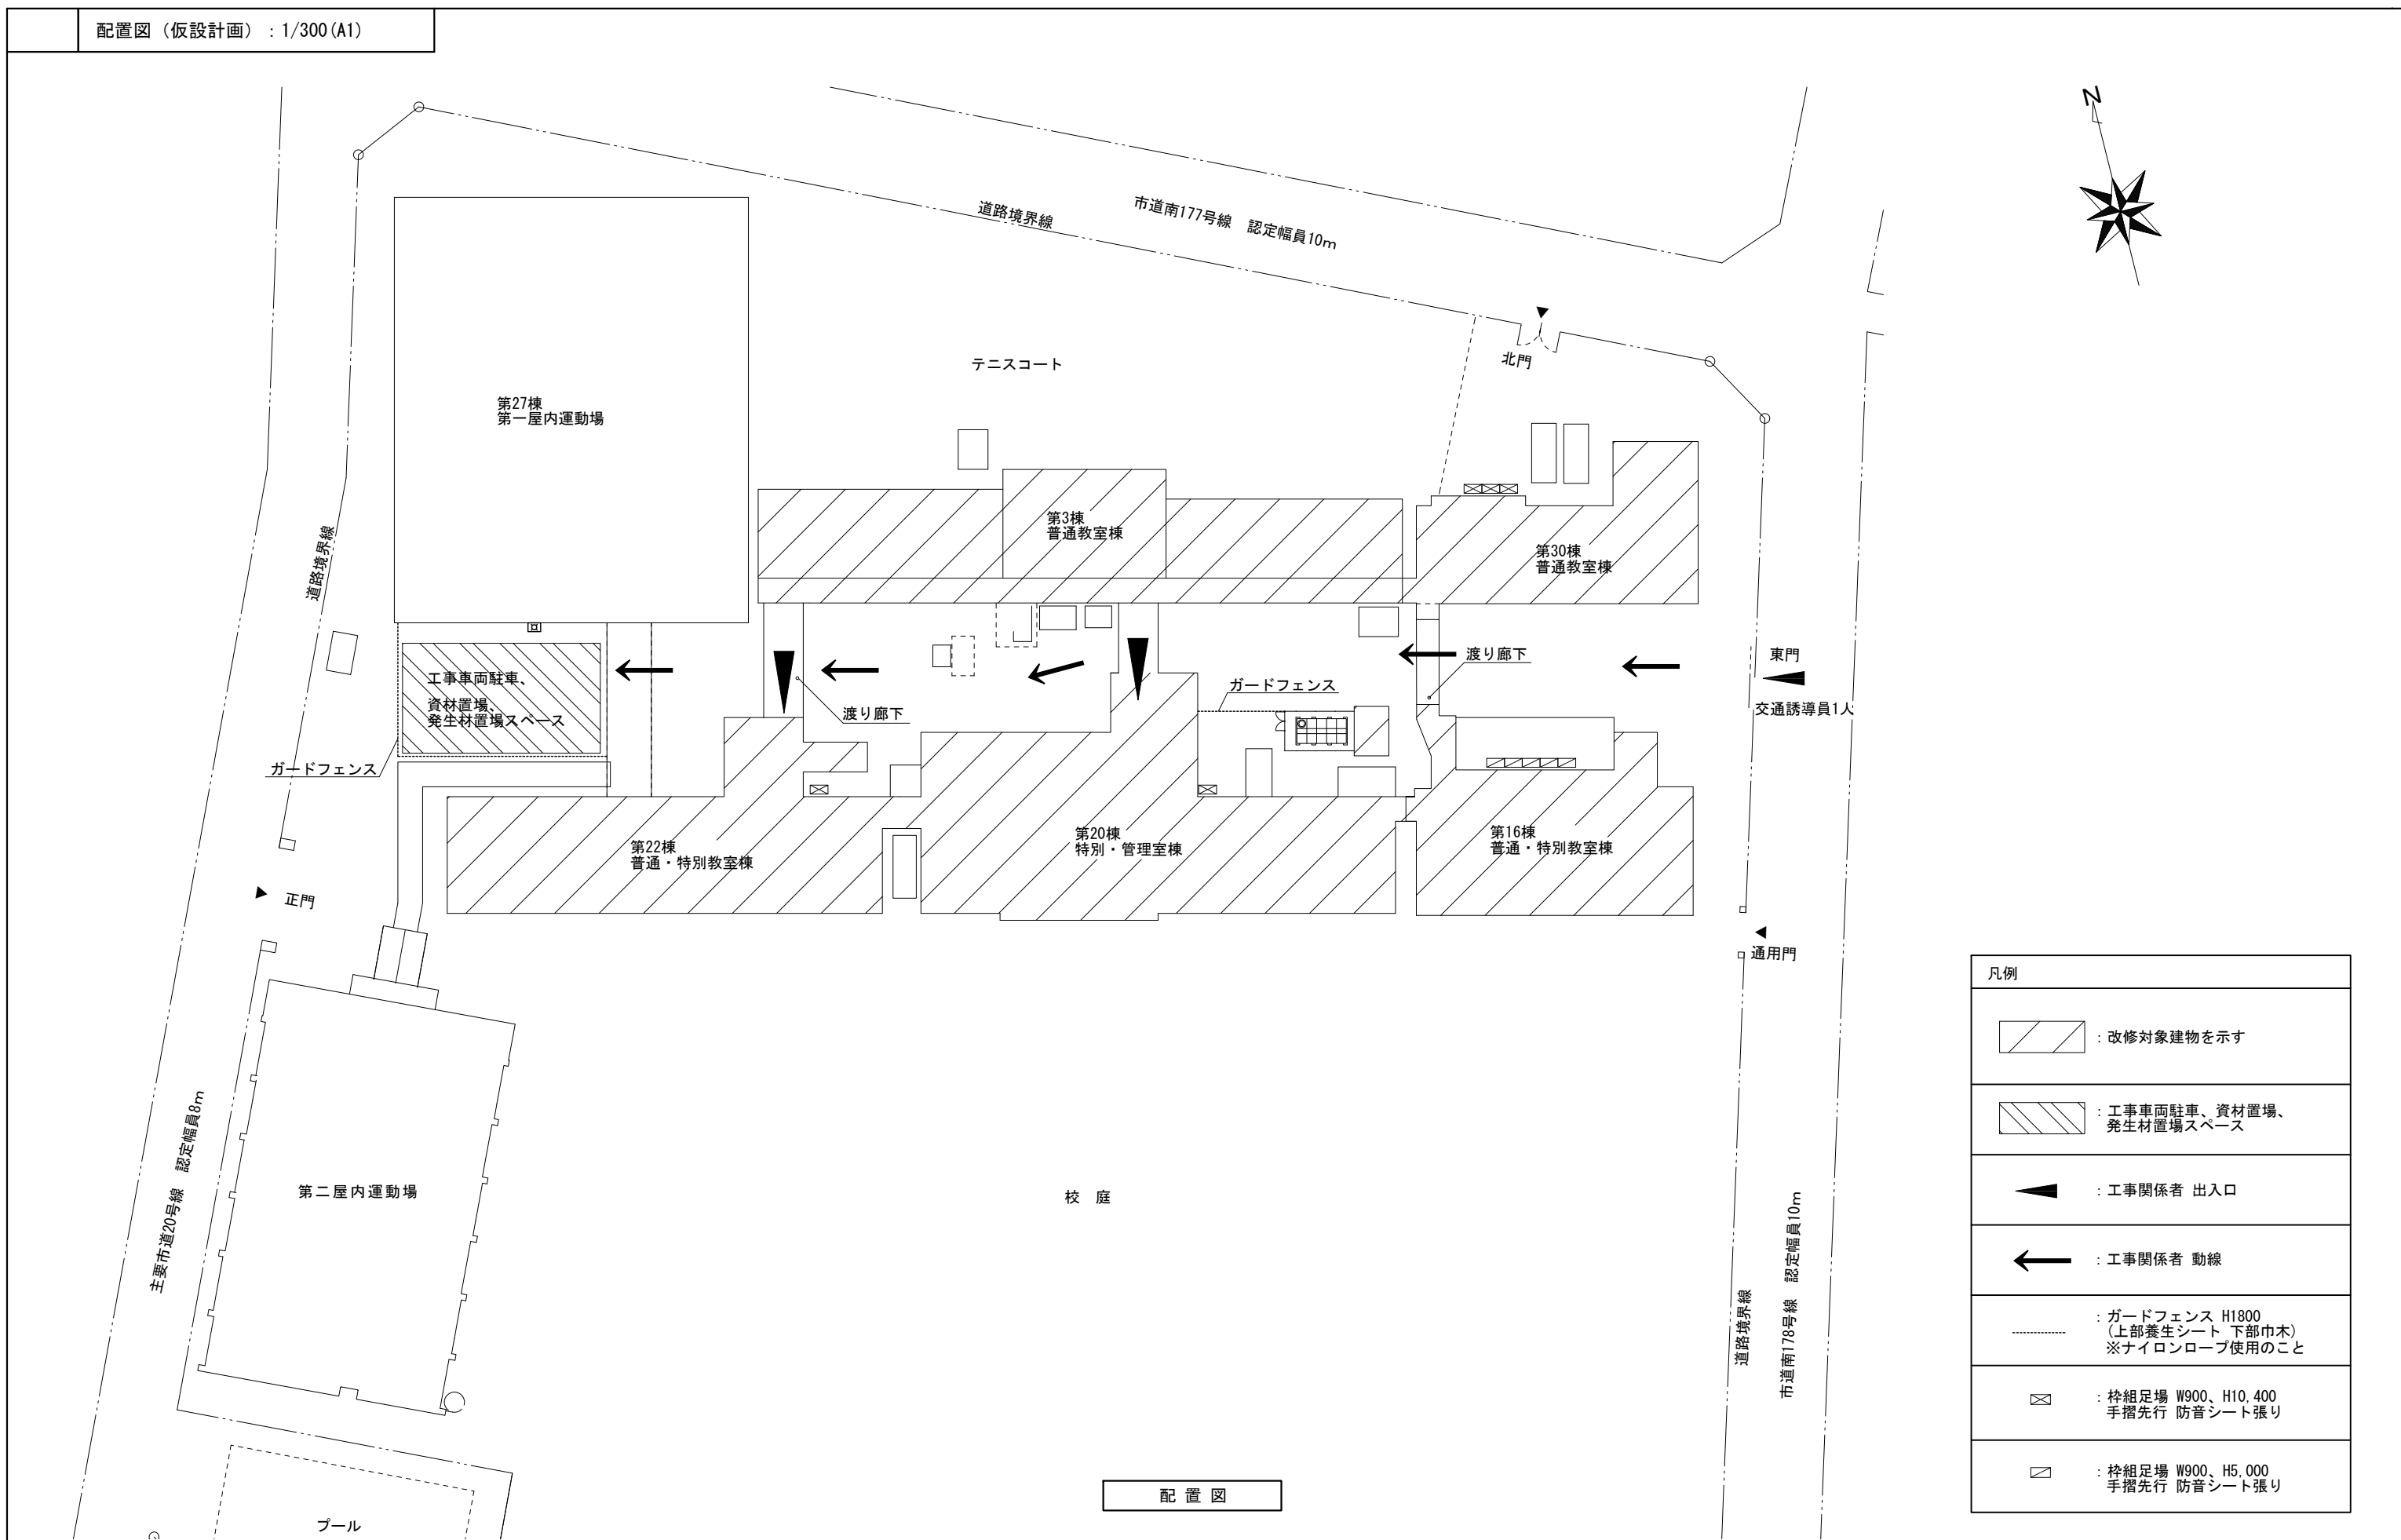 配置図（仮設計画）：1/300(A1)
N
道路境界線
市道南177号線　認定幅員10m
北門
テニスコート
第27棟
第一屋内運動場
第3棟
普通教室棟
第30棟
普通教室棟
道路境界線
工事車両駐車、
資材置場、
発生材置場スペース
渡り廊下
東門
交通誘導員1人
ガードフェンス
渡り廊下
ガードフェンス
第22棟
普通・特別教室棟
第20棟
特別・管理室棟
第16棟
普通・特別教室棟
正門
通用門
主要市道20号線　認定幅員8m
第二屋内運動場
校　庭
道路境界線
市道南178号線　認定幅員10m
プール
配 置 図
凡例
：改修対象建物を示す
：工事車両駐車、資材置場、
発生材置場スペース
：工事関係者 出入口
：工事関係者 動線
：ガードフェンス H1800
（上部養生シート 下部巾木）
※ナイロンロープ使用のこと
：枠組足場 W900、H10,400
手摺先行 防音シート張り
：枠組足場 W900、H5,000
手摺先行 防音シート張り